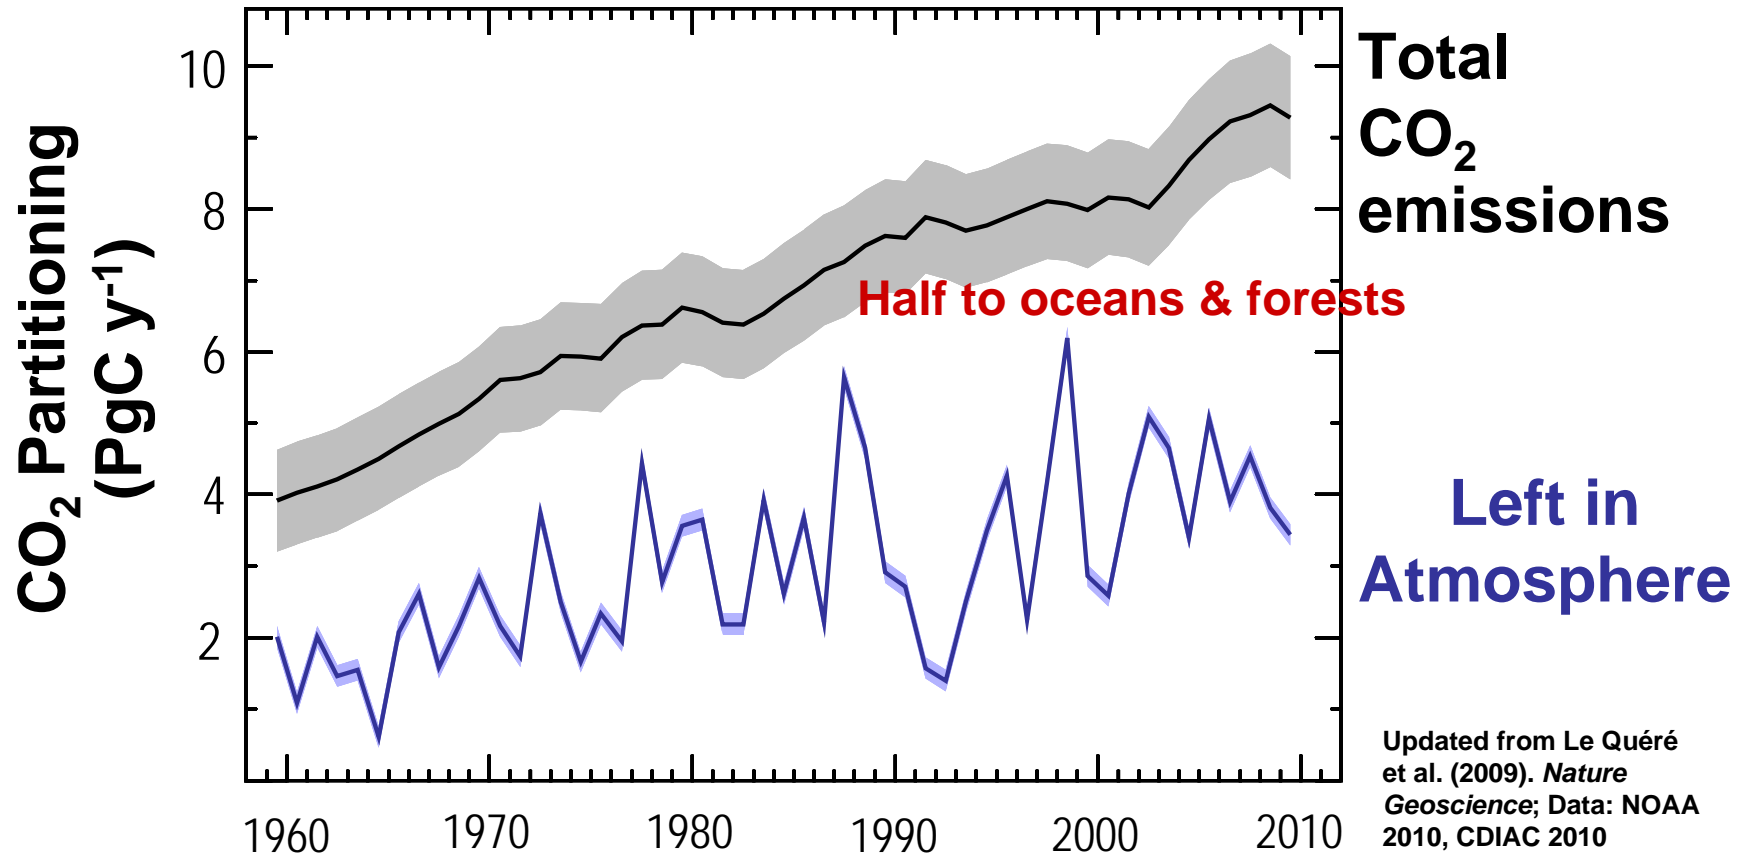 CO2 Partitioning
(PgC y-1)
10
8
6
4
2
1960
1970
1980
1990
2000
2010
Total
CO2
emissions
Half to oceans & forests
Left in
Atmosphere
Updated from Le Quéré
et al. (2009). Nature
Geoscience; Data: NOAA
2010, CDIAC 2010